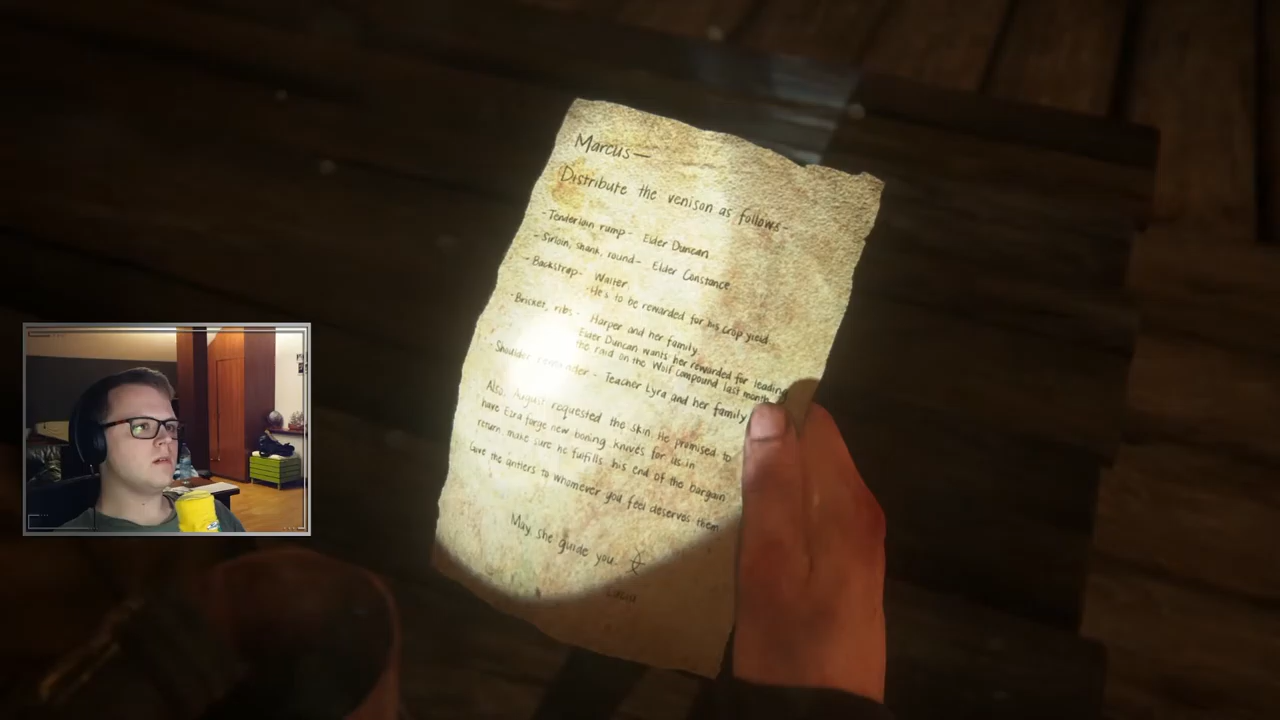 Marcus—
Distribute the venison as follows-
- Tenderloin rump - Elder Duncan
- Sirloin, shank, round - Elder Constance
- Backstrap - Walter
- He's to be rewarded for his crop yield
- Bricket, ribs - Harper and her family
Elder Duncan wants her rewarded for leading
the raid on the Wolf compound last month
- Shoulder - Teacher Lyra and her family
Also, August requested the skin. He promised to
have Ezra forge new boning knives for us in
return. make sure he fulfills his end of the bargain
Give the antlers to whomever you feel deserves them
May she guide you.